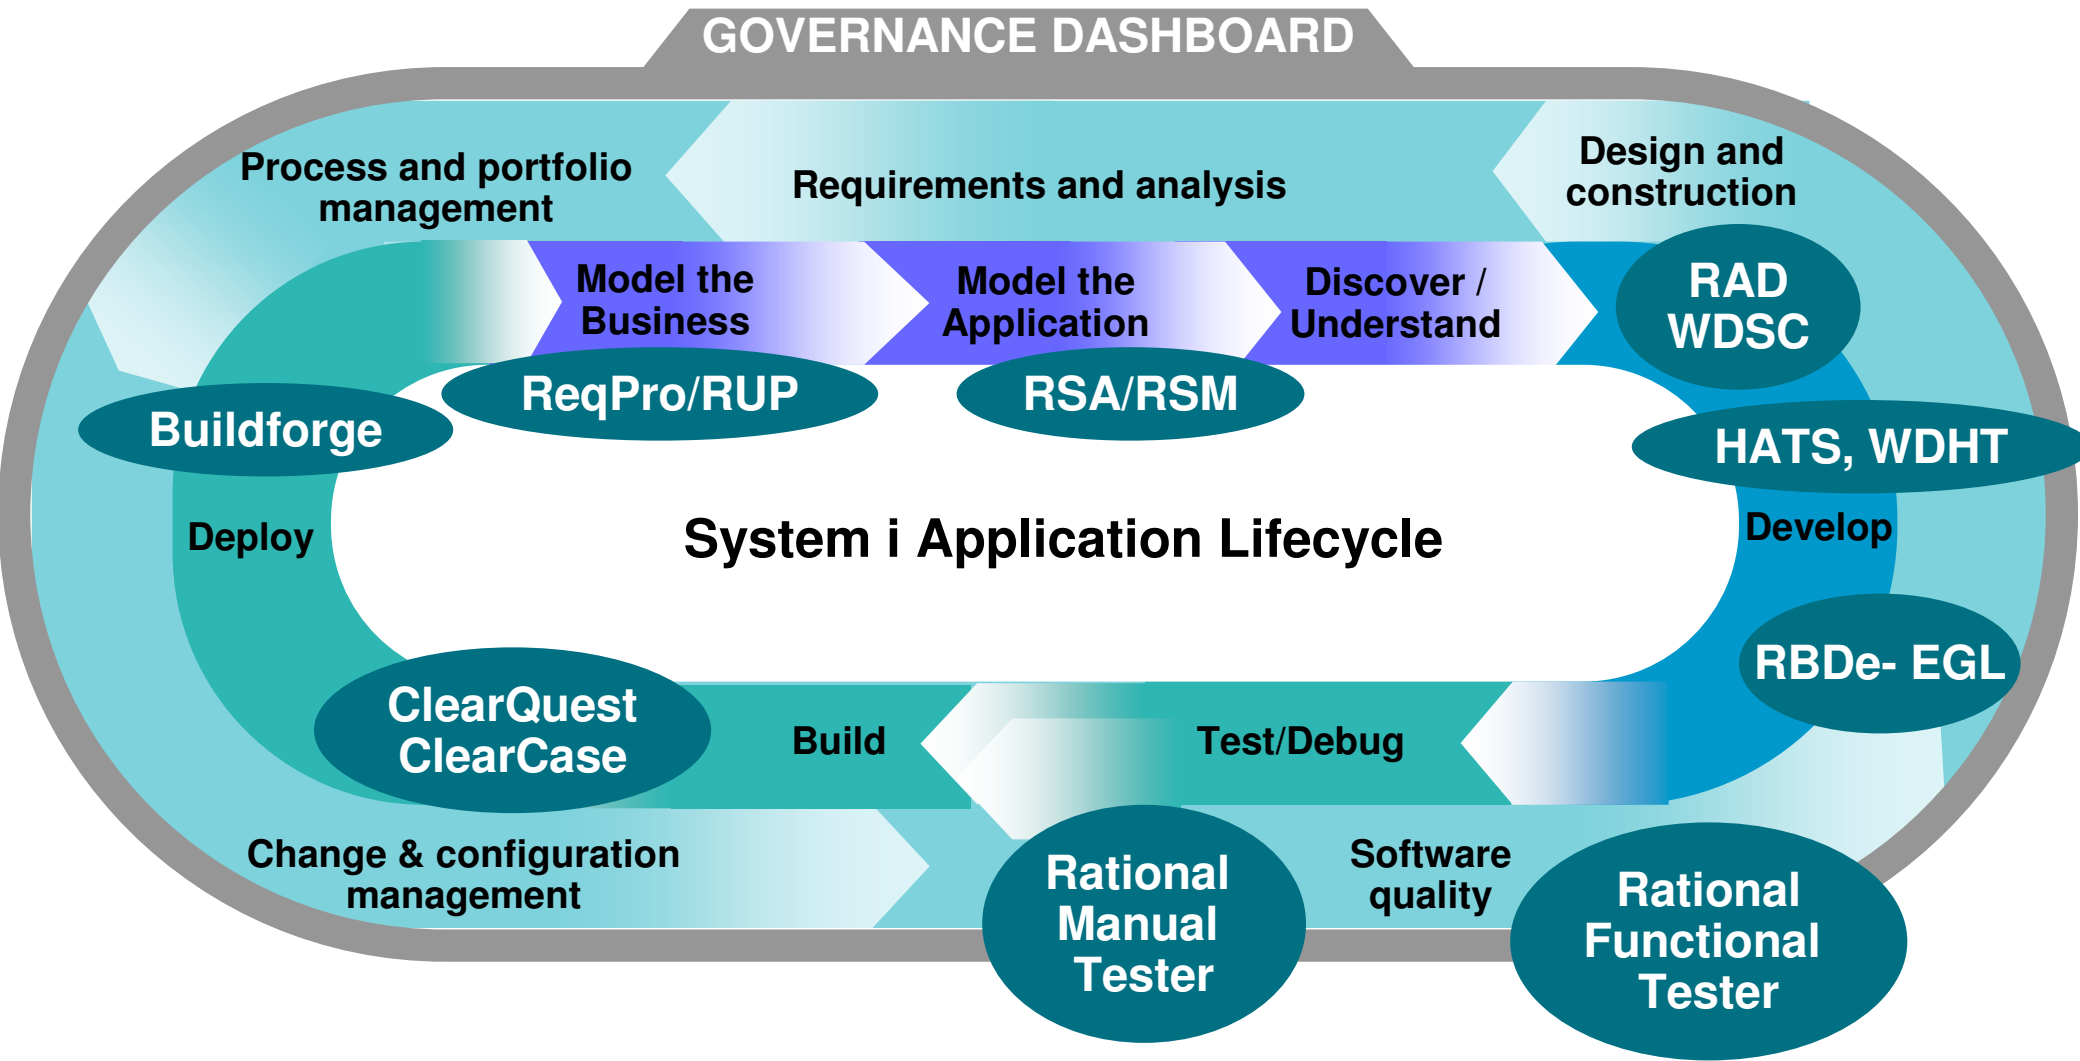 GOVERNANCE DASHBOARD
Process and portfolio
management
Requirements and analysis
Design and
construction
Model the
Business
Model the
Application
Discover /
Understand
RAD
WDSC
ReqPro/RUP
RSA/RSM
Buildforge
HATS, WDHT
Deploy
System i Application Lifecycle
Develop
RBDe- EGL
ClearQuest
ClearCase
Build
Test/Debug
Change & configuration
management
Rational
Manual
Tester
Software
quality
Rational
Functional
Tester